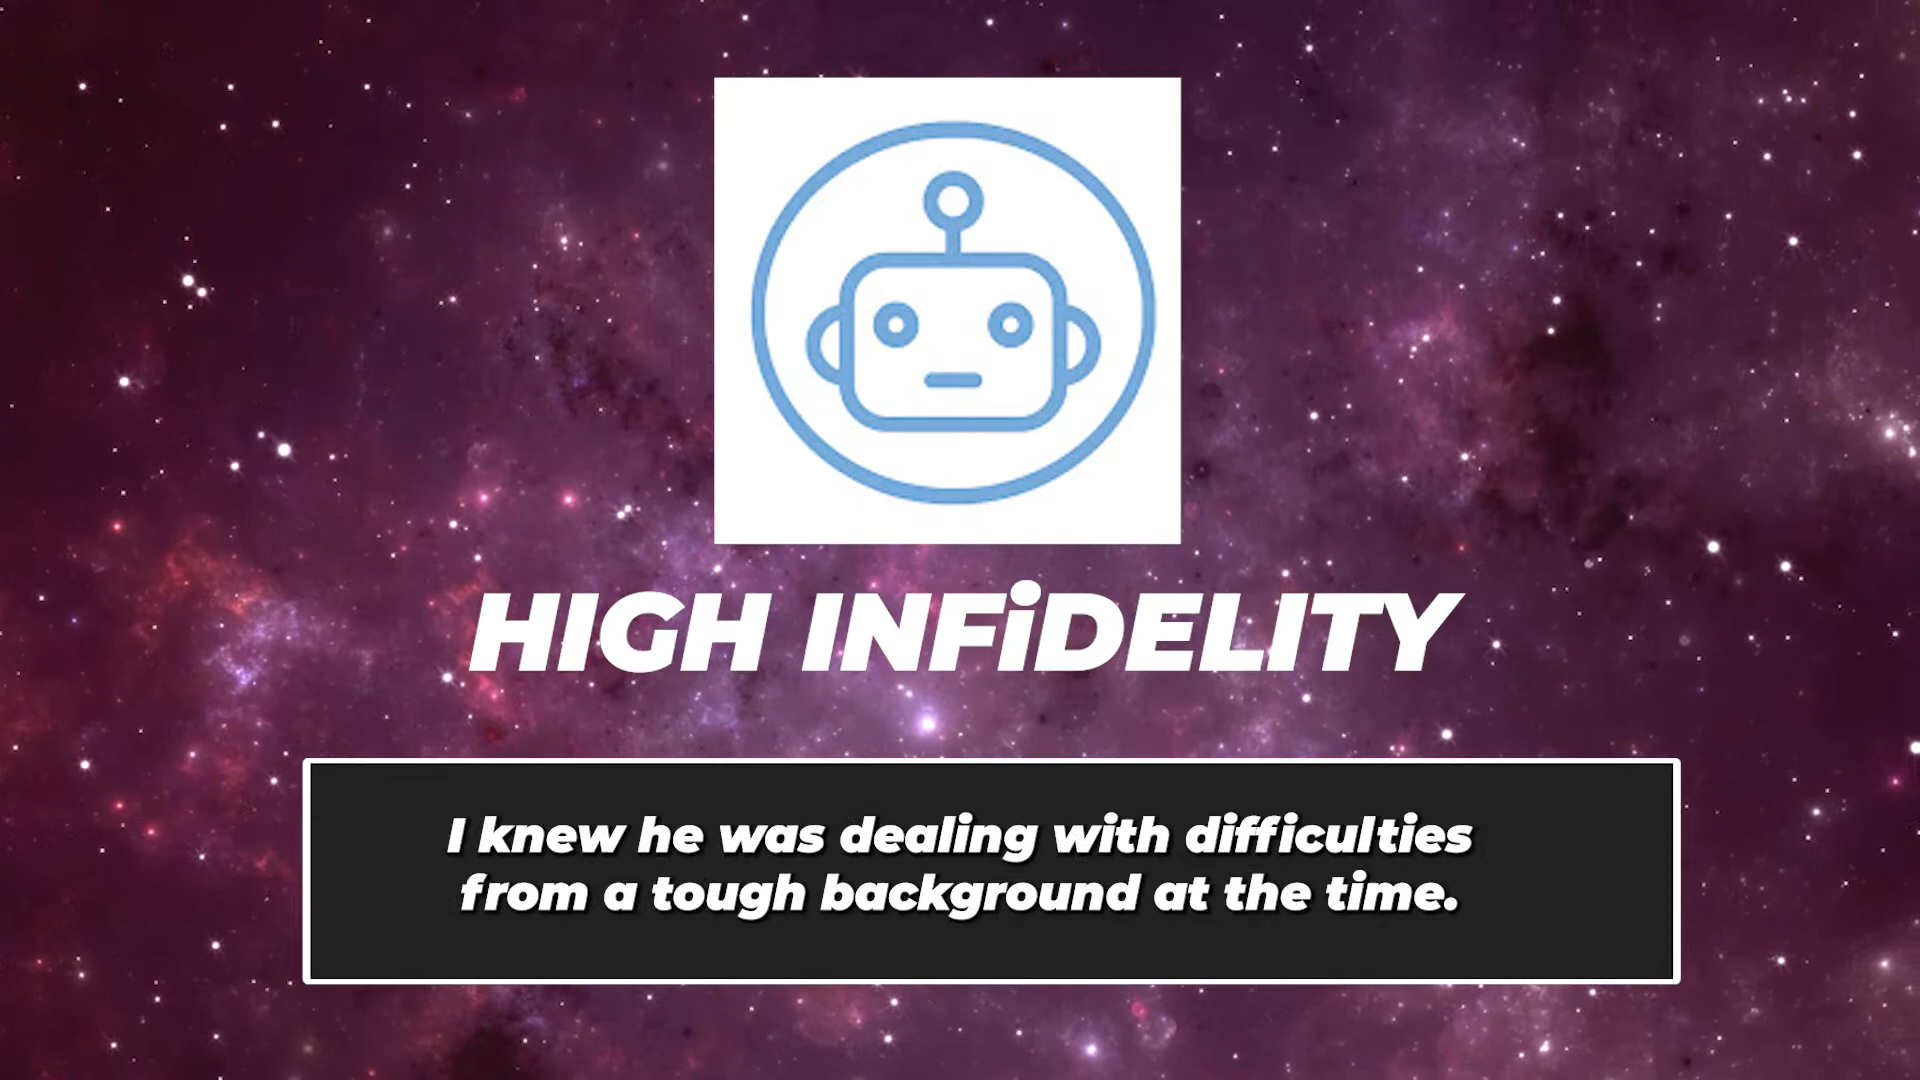 HIGH INFiDELITY
I knew he was dealing with difficulties
from a tough background at the time.